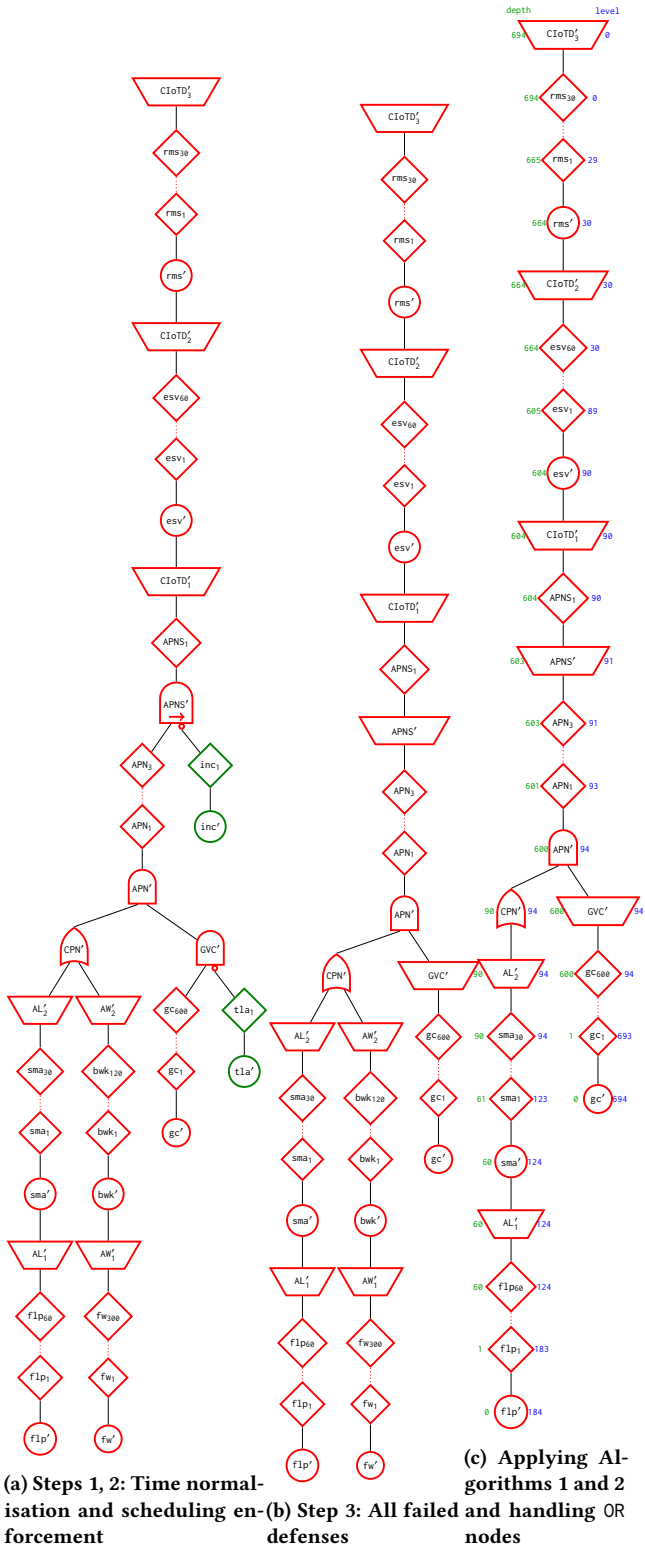 CIoTD′₃
rms₃₀
rms₁
rms'
CIoTD′₂
esv₆₀
esv₁
esv'
CIoTD′₁
APNS₁
APNS'
APN₃
inc₁
APN₁
inc'
APN'
CPN'
GVC'
AL′₂
AW′₂
gc₆₀₀
tla₁
sma₃₀
bwk₁₂₀
gc₁
tla'
sma₁
bwk₁
gc'
sma'
bwk'
AL′₁
AW′₁
flp₆₀
fw₃₀₀
flp₁
fw₁
flp'
fw'
(a) Steps 1, 2: Time normal-
isation and scheduling en-
forcement
CIoTD′₃
rms₃₀
rms₁
rms'
CIoTD′₂
esv₆₀
esv₁
esv'
CIoTD′₁
APNS₁
APNS'
APN₃
APN₁
APN'
CPN'
GVC'
AL′₂
AW′₂
gc₆₀₀
sma₃₀
bwk₁₂₀
gc₁
sma₁
bwk₁
gc'
sma'
bwk'
AL′₁
AW′₁
flp₆₀
fw₃₀₀
flp₁
fw₁
flp'
fw'
(b) Step 3: All failed
defenses
depth level
694 CIoTD′₃ 0
694 rms₃₀ 0
665 rms₁ 29
664 rms' 30
664 CIoTD′₂ 30
664 esv₆₀ 30
605 esv₁ 89
604 esv' 90
604 CIoTD′₁ 90
604 APNS₁ 90
603 APNS' 91
603 APN₃ 91
601 APN₁ 93
600 APN' 94
90 CPN' 94
600 GVC' 94
90 AL′₂ 94
600 gc₆₀₀ 94
90 sma₃₀ 94
1 gc₁ 693
61 sma₁ 123
0 gc' 694
60 sma' 124
60 AL′₁ 124
60 flp₆₀ 124
1 flp₁ 183
0 flp' 184
(c) Applying Al-
gorithms 1 and 2
and handling OR
nodes